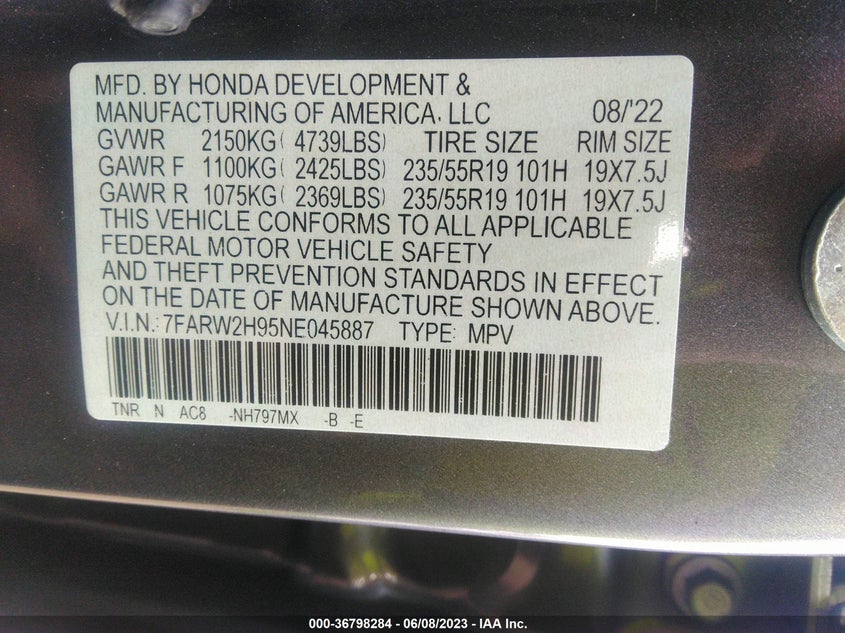 MFD. BY HONDA DEVELOPMENT &
MANUFACTURING OF AMERICA, LLC 08/'22
GVWR 2150KG( 4739LBS) TIRE SIZE RIM SIZE
GAWR F 1100KG( 2425LBS) 235/55R19 101H 19X7.5J
GAWR R 1075KG( 2369LBS) 235/55R19 101H 19X7.5J
THIS VEHICLE CONFORMS TO ALL APPLICABLE
FEDERAL MOTOR VEHICLE SAFETY
AND THEFT PREVENTION STANDARDS IN EFFECT
ON THE DATE OF MANUFACTURE SHOWN ABOVE.
V.I.N.: 7FARW2H95NE045887 TYPE: MPV
TNR N AC8 -NH797MX -B -E
000-36798284 - 06/08/2023 - IAA Inc.